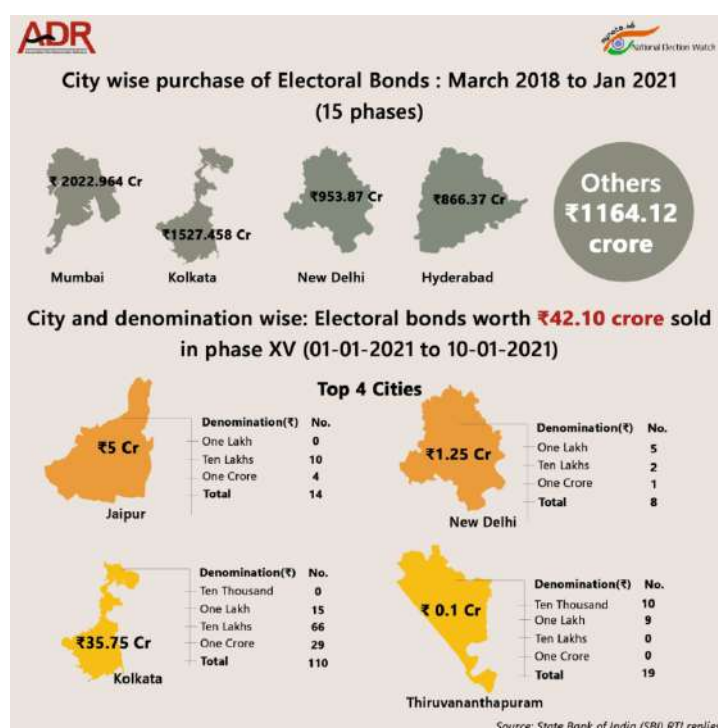 ADR
National Election Watch
City wise purchase of Electoral Bonds : March 2018 to Jan 2021
(15 phases)
₹ 2022.964 Cr
Mumbai
₹1527.458 Cr
Kolkata
₹953.87 Cr
New Delhi
₹866.37 Cr
Hyderabad
Others
₹1164.12
crore
City and denomination wise: Electoral bonds worth ₹42.10 crore sold
in phase XV (01-01-2021 to 10-01-2021)
Top 4 Cities
₹5 Cr
Jaipur
Denomination(₹) No.
One Lakh 0
Ten Lakhs 10
One Crore 4
Total 14
₹1.25 Cr
New Delhi
Denomination(₹) No.
One Lakh 5
Ten Lakhs 2
One Crore 1
Total 8
₹35.75 Cr
Kolkata
Denomination(₹) No.
Ten Thousand 0
One Lakh 15
Ten Lakhs 66
One Crore 29
Total 110
₹ 0.1 Cr
Thiruvananthapuram
Denomination(₹) No.
Ten Thousand 10
One Lakh 9
Ten Lakhs 0
One Crore 0
Total 19
Source: State Bank of India (SBI) RTI replies